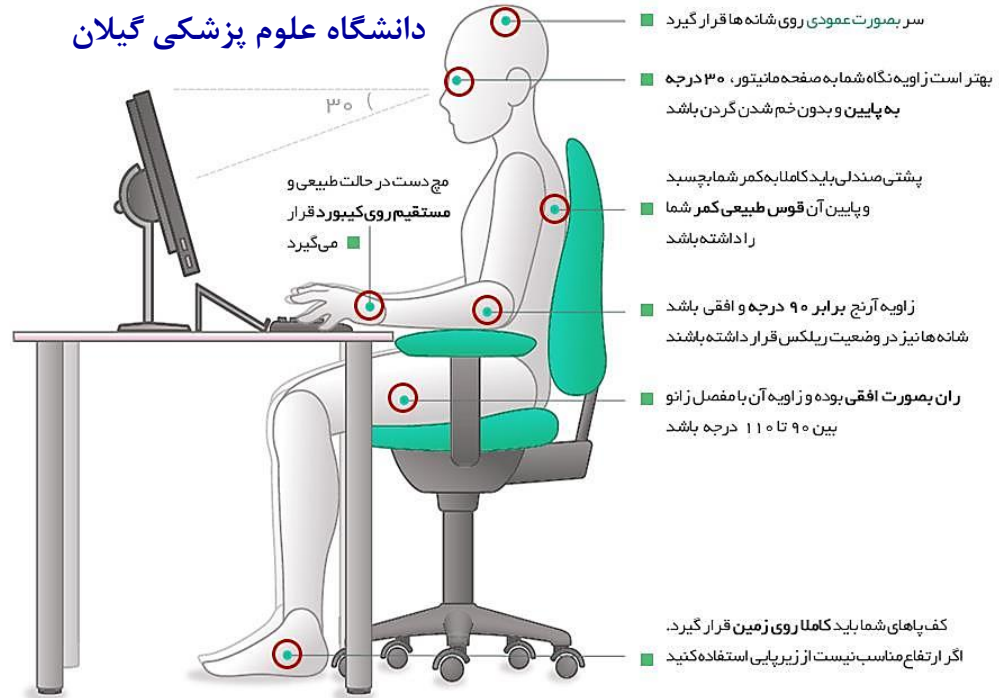 دانشگاه علوم پزشکی گیلان
سر بصورت عمودی روی شانه ها قرار گیرد
بهتر است زاویه نگاه شما به صفحه مانیتور، ۳۰ درجه
به پایین و بدون خم شدن گردن باشد
۳۰
پشتی صندلی باید کاملا به کمر شما بچسبد
و پایین آن قوس طبیعی کمر شما
را داشته باشد
مچ دست در حالت طبیعی و
مستقیم روی کیبورد قرار
می‌گیرد
زاویه آرنج برابر ۹۰ درجه و افقی باشد
شانه ها نیز در وضعیت ریلکس قرار داشته باشند
ران بصورت افقی بوده و زاویه آن با مفصل زانو
بین ۹۰ تا ۱۱۰ درجه باشد
کف پاهای شما باید کاملا روی زمین قرار گیرد.
اگر ارتفاع مناسب نیست از زیرپایی استفاده کنید